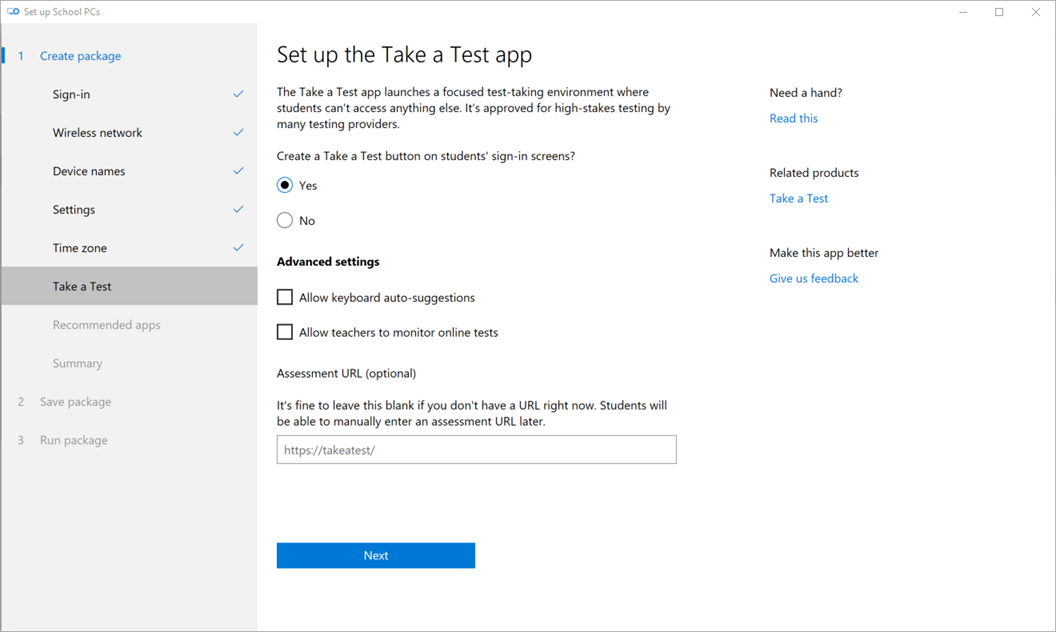 Set up School PCs
1 Create package
Sign-in
Wireless network
Device names
Settings
Time zone
Take a Test
Recommended apps
Summary
2 Save package
3 Run package
Set up the Take a Test app
The Take a Test app launches a focused test-taking environment where
students can't access anything else. It's approved for high-stakes testing by
many testing providers.
Create a Take a Test button on students' sign-in screens?
Yes
No
Advanced settings
Allow keyboard auto-suggestions
Allow teachers to monitor online tests
Assessment URL (optional)
It's fine to leave this blank if you don't have a URL right now. Students will
be able to manually enter an assessment URL later.
https://takeatest/
Next
Need a hand?
Read this
Related products
Take a Test
Make this app better
Give us feedback